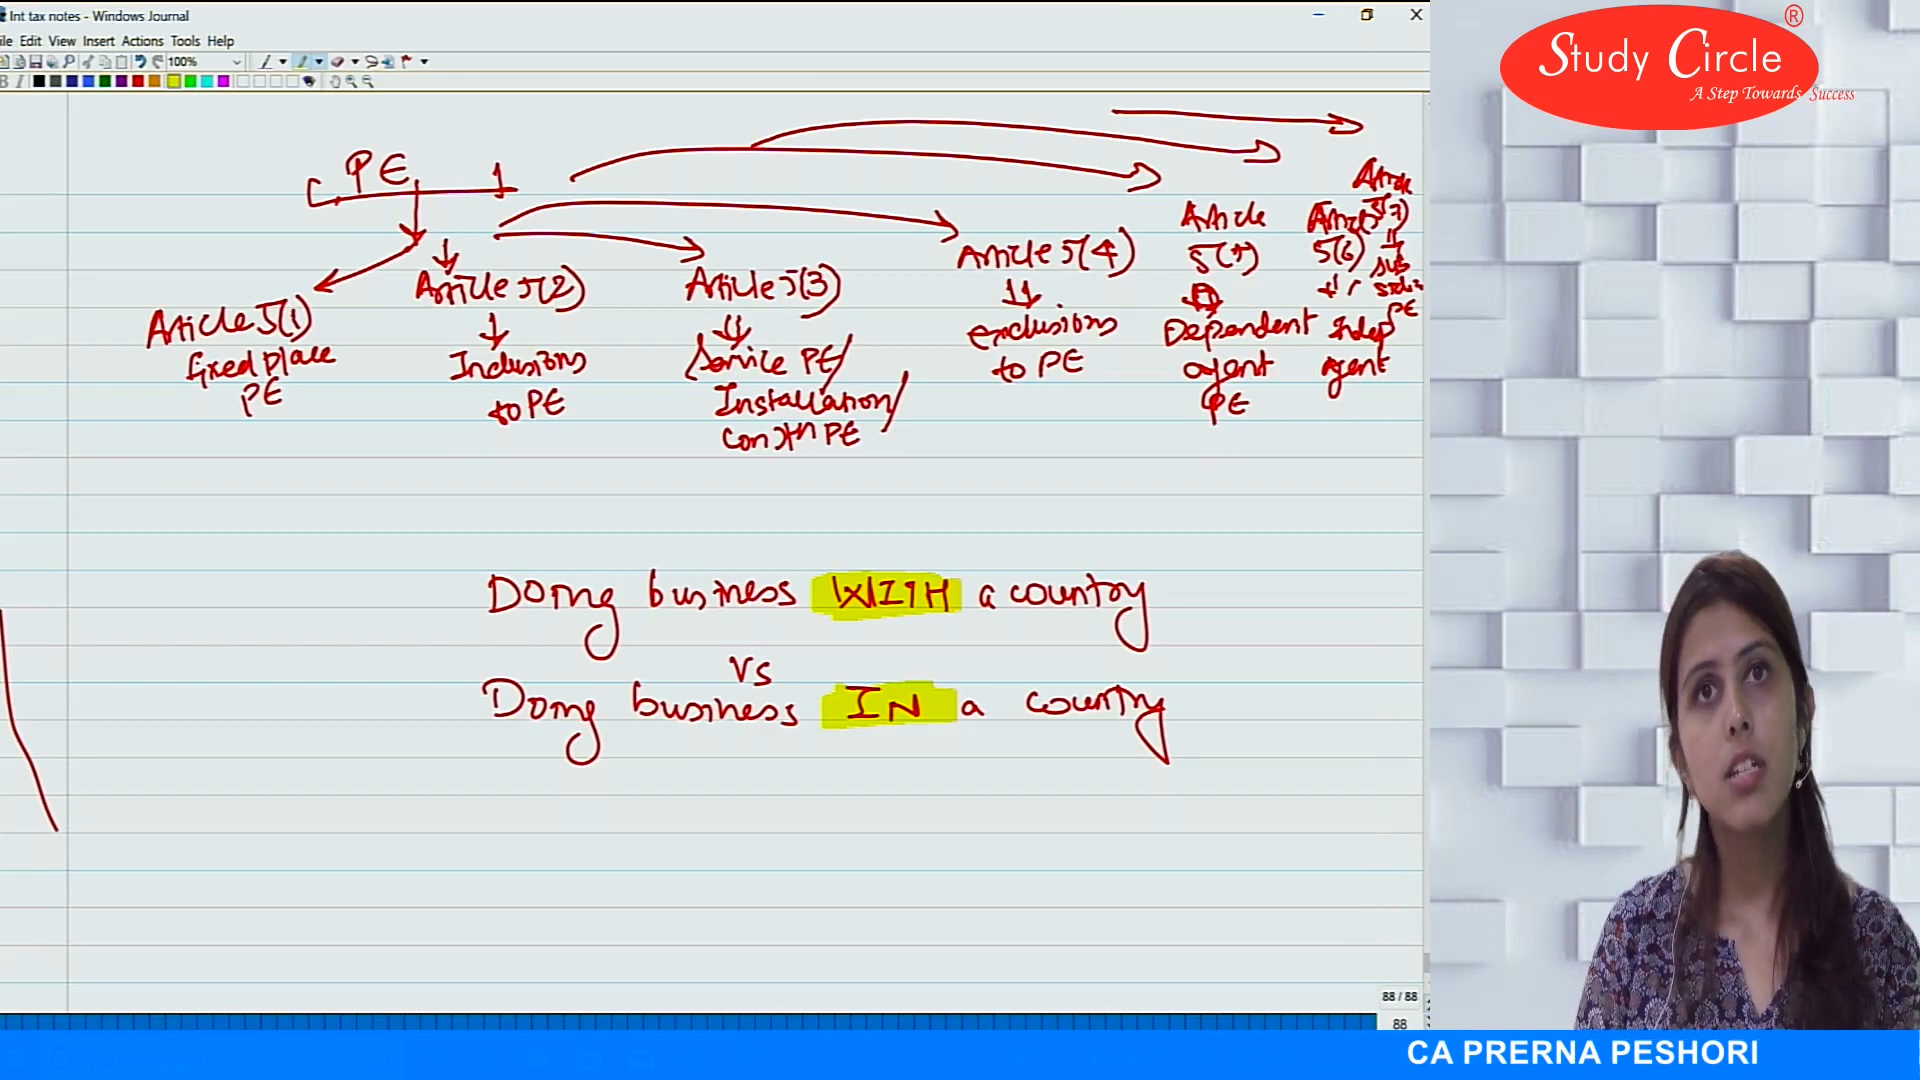 Int tax notes - Windows Journal
ile Edit View Insert Actions Tools Help
100%
B I
Study Circle ®
A Step Towards Success
PE
Article 5(1)
fixed place
PE
Article 5(2)
Inclusions
to PE
Article 5(3)
Service PE/
Installation/
PE
Article 5(4)
exclusions
to PE
Article
5(5)
Dependent
agent
PE
Article
5(6)
Indep
agent
Article
5(7)
PE
Doing business WITH a country
vs
Doing business IN a country
88 / 88
88
CA PRERNA PESHORI